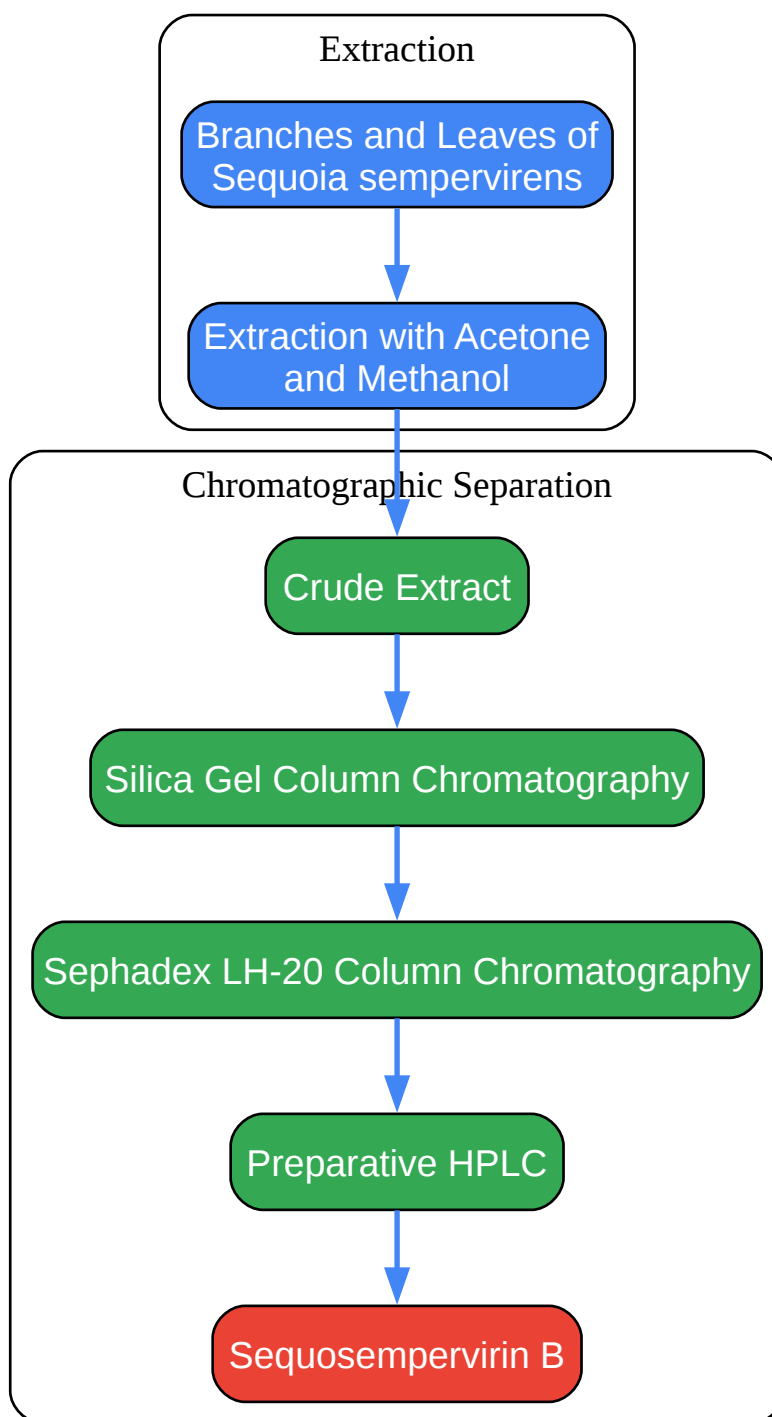 Extraction
Branches and Leaves of
Sequoia sempervirens
Extraction with Acetone
and Methanol
Chromatographic Separation
Crude Extract
Silica Gel Column Chromatography
Sephadex LH-20 Column Chromatography
Preparative HPLC
Sequosempervirin B